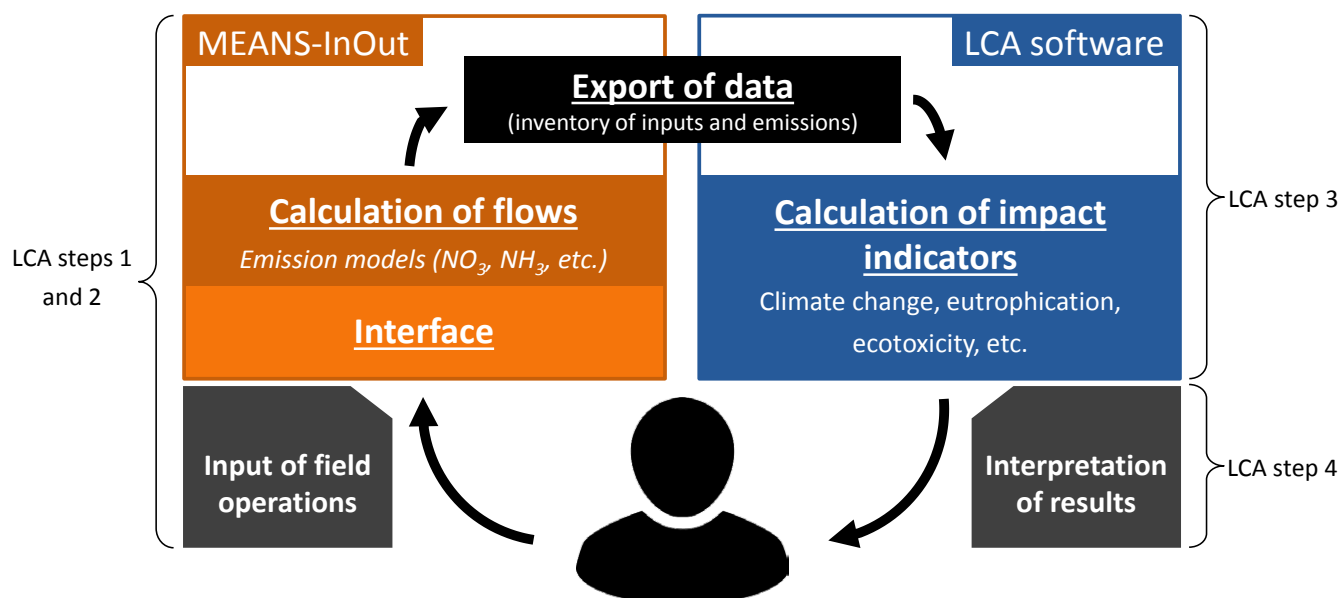 MEANS-InOut
LCA software
Export of data
(inventory of inputs and emissions)
Calculation of flows
Emission models (NO₃, NH₃, etc.)
Interface
Calculation of impact
indicators
Climate change, eutrophication,
ecotoxicity, etc.
LCA steps 1
and 2
LCA step 3
Input of field
operations
Interpretation
of results
LCA step 4